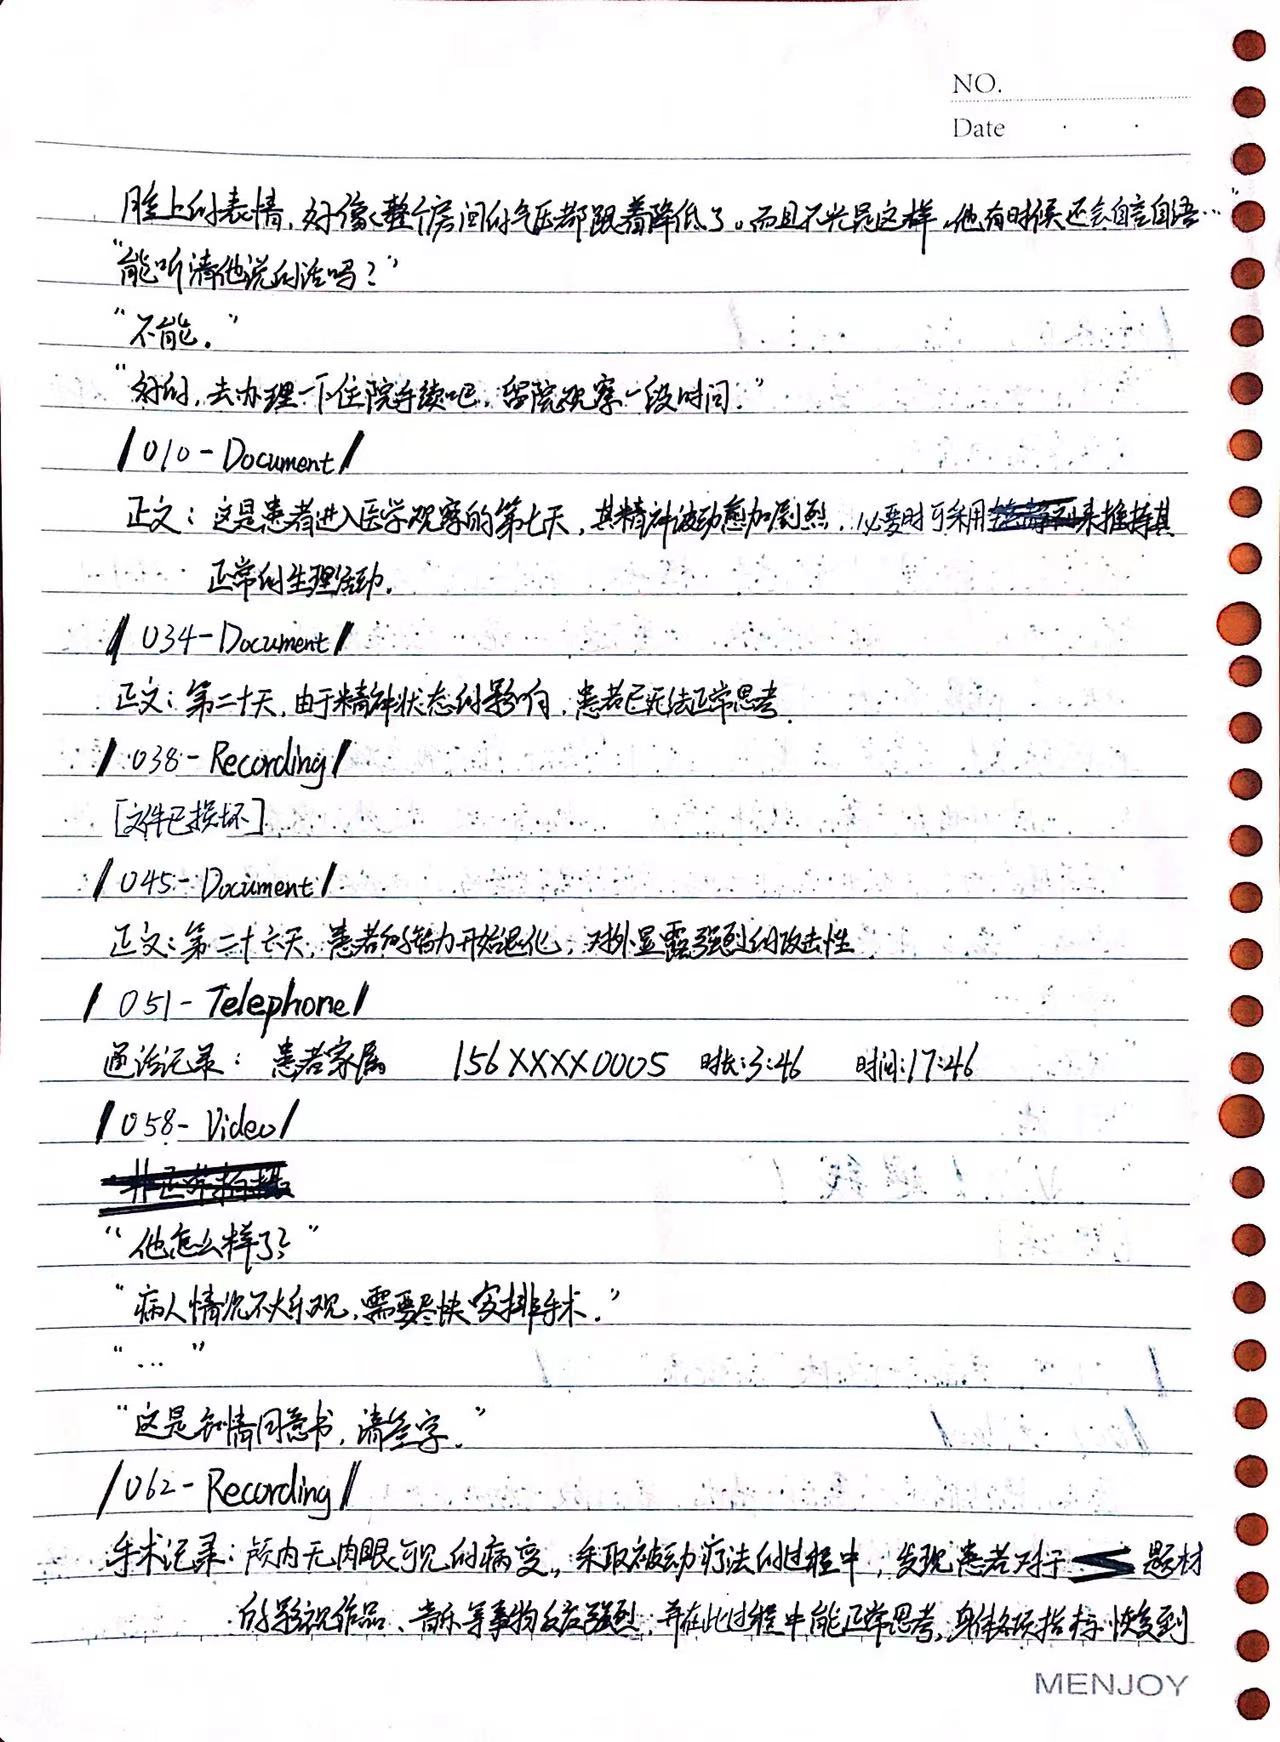 NO.
Date
脸上的表情，好像整个房间的气压都跟着降低了。而且不光是这样，他有时候还会自言自语…”
“能听清他说的话吗？”
“不能。”
“好的，去办理一下住院手续吧，留院观察一段时间。”
/010-Document/
正文：这是患者进入医学观察的第七天，其精神波动愈加剧烈，必要时可采用来维持其
正常的生理活动。
/034-Document/
正文：第二十天，由于精神状态的影响，患者已无法正常思考。
/038-Recording/
[文件已损坏]
/045-Document/
正文：第二十六天，患者的智力开始退化，对外显露强烈的攻击性。
/051-Telephone/
通话记录：患者家属 156XXXX0005 时长:3:46 时间:17:46
/058-Video/
“他怎么样了？”
“病人情况不大乐观，需要尽快安排手术。”
“…”
“这是知情同意书，请签字。”
/062-Recording/
手术记录：颅内无肉眼可见的病变，采取被动疗法的过程中，发现患者对于题材
的影视作品、音乐等事物反应强烈，并在此过程中能正常思考，身体各项指标恢复到
MENJOY